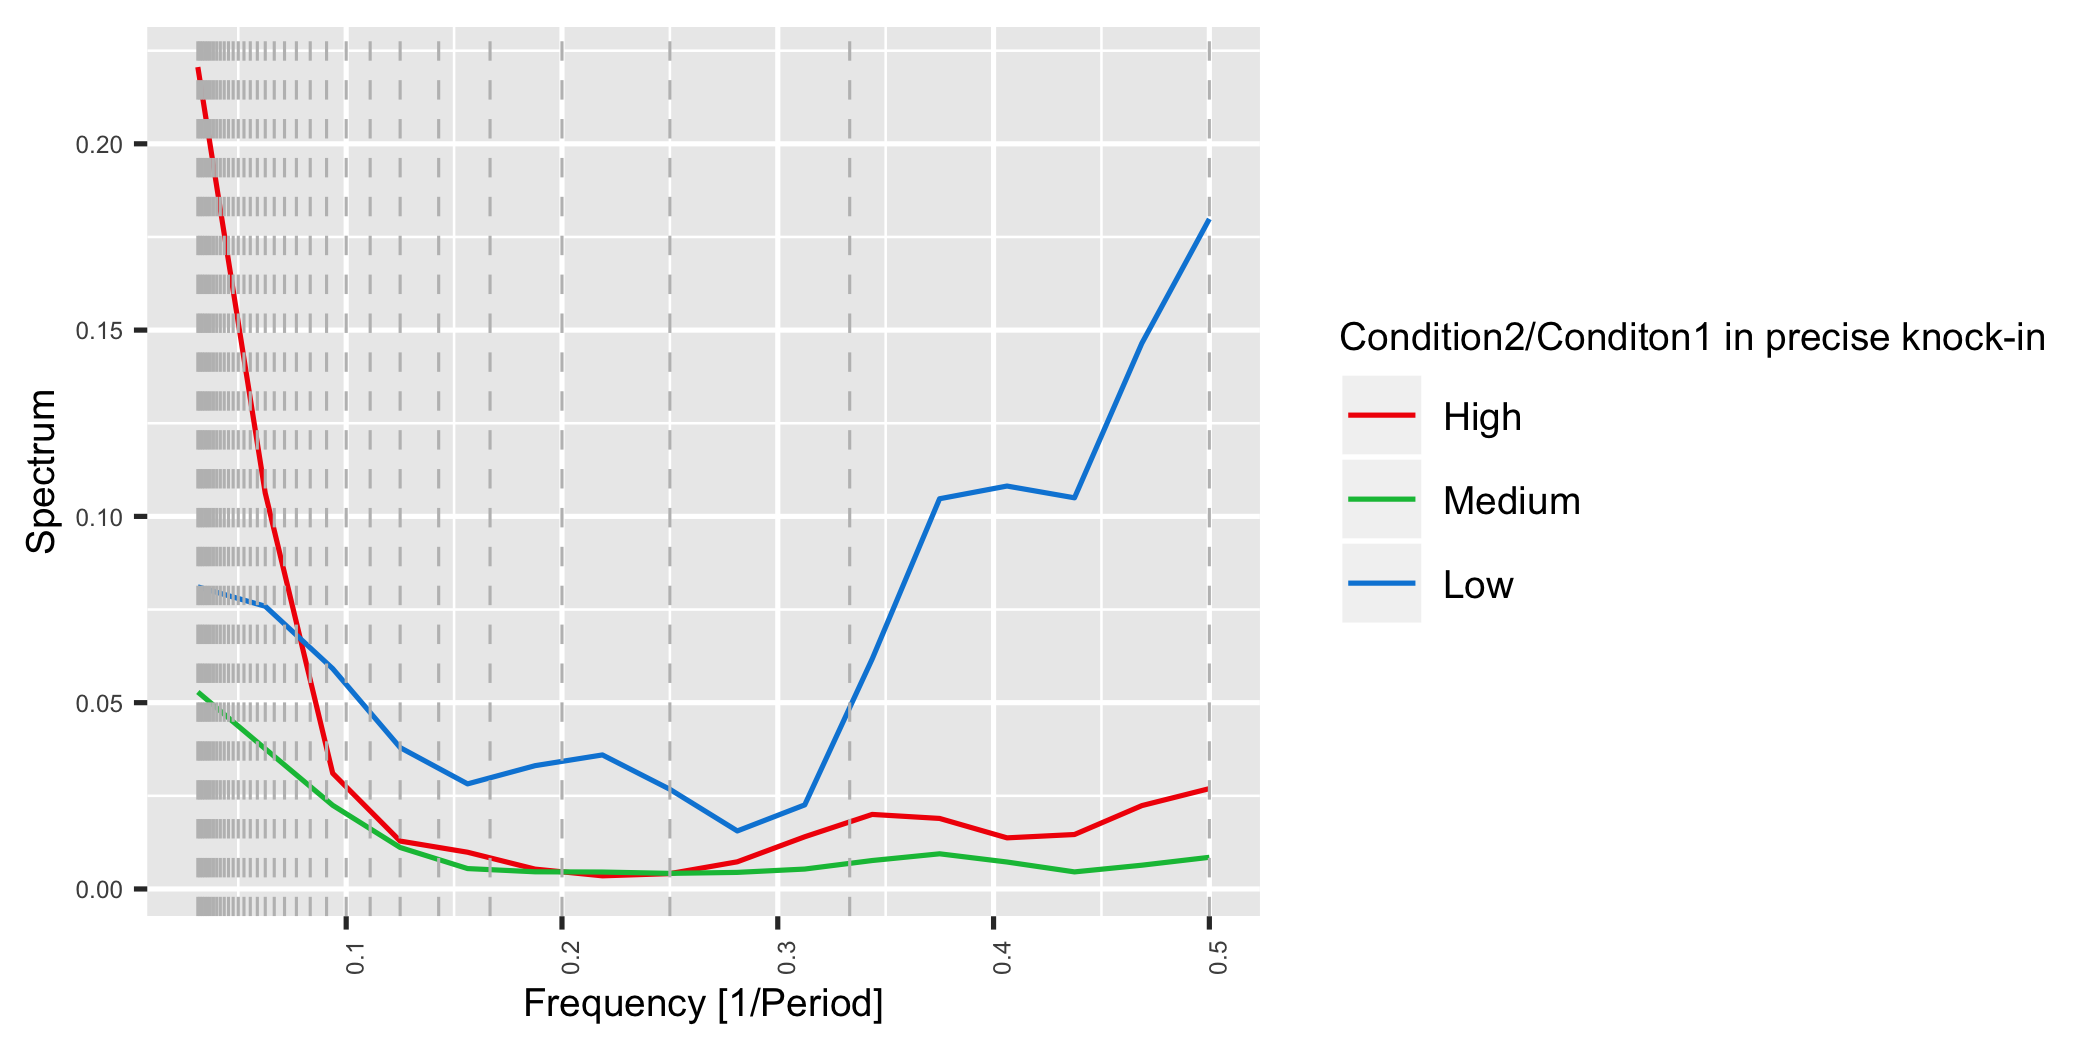 0.20
0.15
0.10
0.05
0.00
Spectrum
0.1
0.2
0.3
0.4
0.5
Frequency [1/Period]
Condition2/Conditon1 in precise knock-in
High
Medium
Low